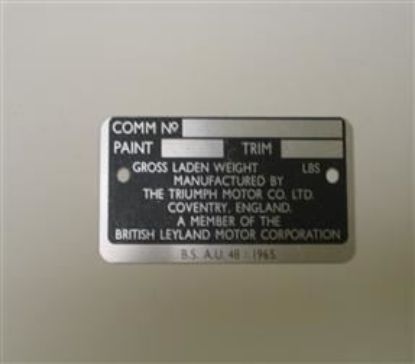 COMM Nº
PAINT TRIM
GROSS LADEN WEIGHT LBS
MANUFACTURED BY
THE TRIUMPH MOTOR CO. LTD.
COVENTRY, ENGLAND.
A MEMBER OF THE
BRITISH LEYLAND MOTOR CORPORATION
B.S. A.U. 48 : 1965